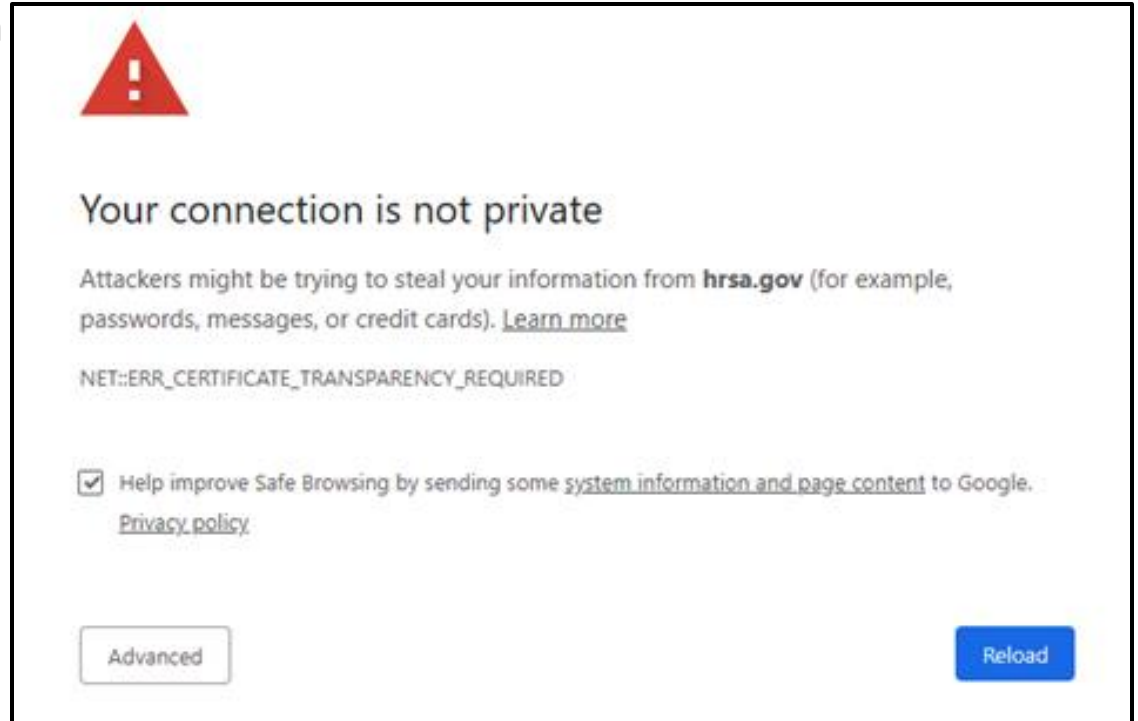 Your connection is not private
Attackers might be trying to steal your information from hrsa.gov (for example,
passwords, messages, or credit cards). Learn more
NET::ERR_CERTIFICATE_TRANSPARENCY_REQUIRED
Help improve Safe Browsing by sending some system information and page content to Google.
Privacy policy
Advanced
Reload